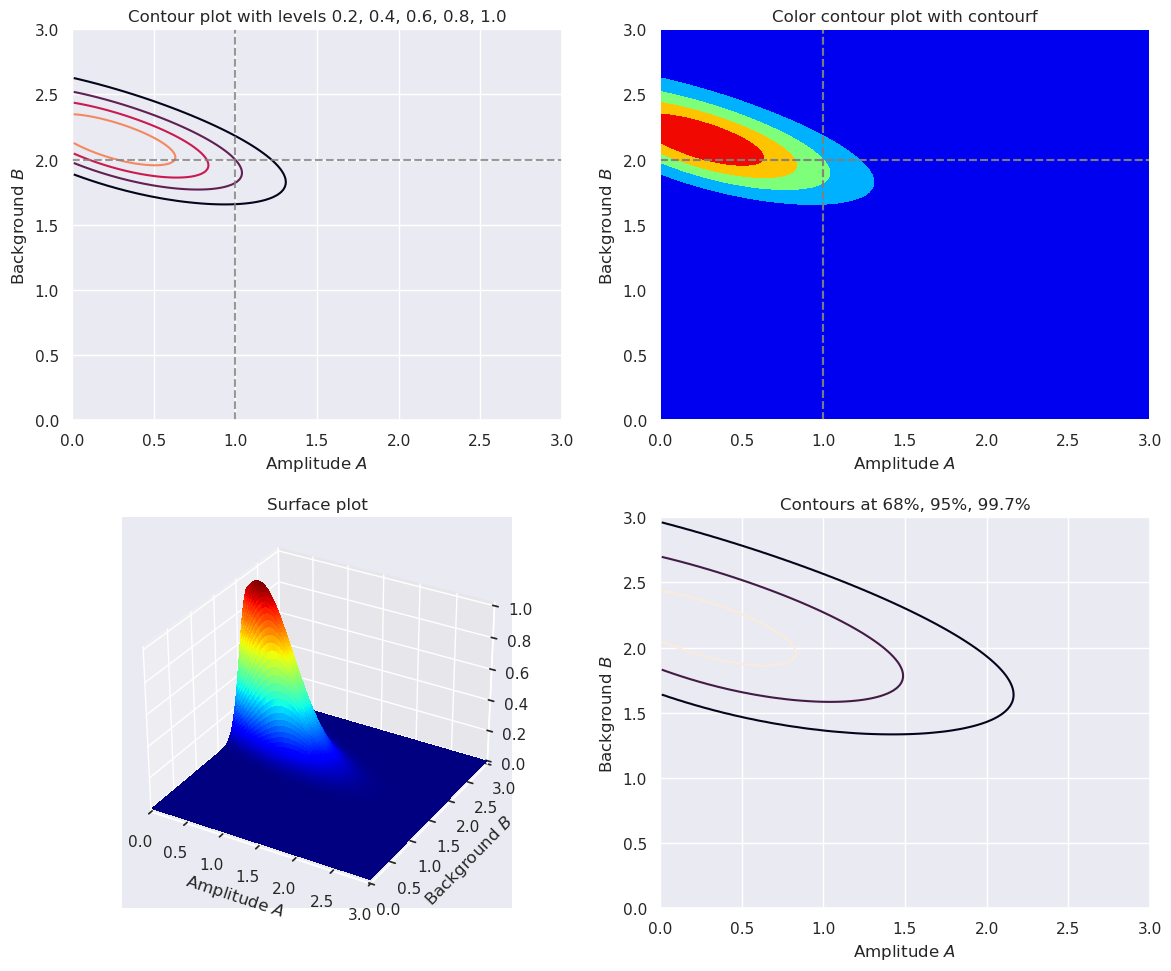 Contour plot with levels 0.2, 0.4, 0.6, 0.8, 1.0
3.0
2.5
2.0
1.5
1.0
0.5
0.0
Background B
0.0 0.5 1.0 1.5 2.0 2.5 3.0
Amplitude A
Color contour plot with contourf
3.0
2.5
2.0
1.5
1.0
0.5
0.0
Background B
0.0 0.5 1.0 1.5 2.0 2.5 3.0
Amplitude A
Surface plot
1.0
0.8
0.6
0.4
0.2
0.0
0.0 0.5 1.0 1.5 2.0 2.5 3.0
Amplitude A
0.0 0.5 1.0 1.5 2.0 2.5 3.0
Background B
Contours at 68%, 95%, 99.7%
3.0
2.5
2.0
1.5
1.0
0.5
0.0
Background B
0.0 0.5 1.0 1.5 2.0 2.5 3.0
Amplitude A